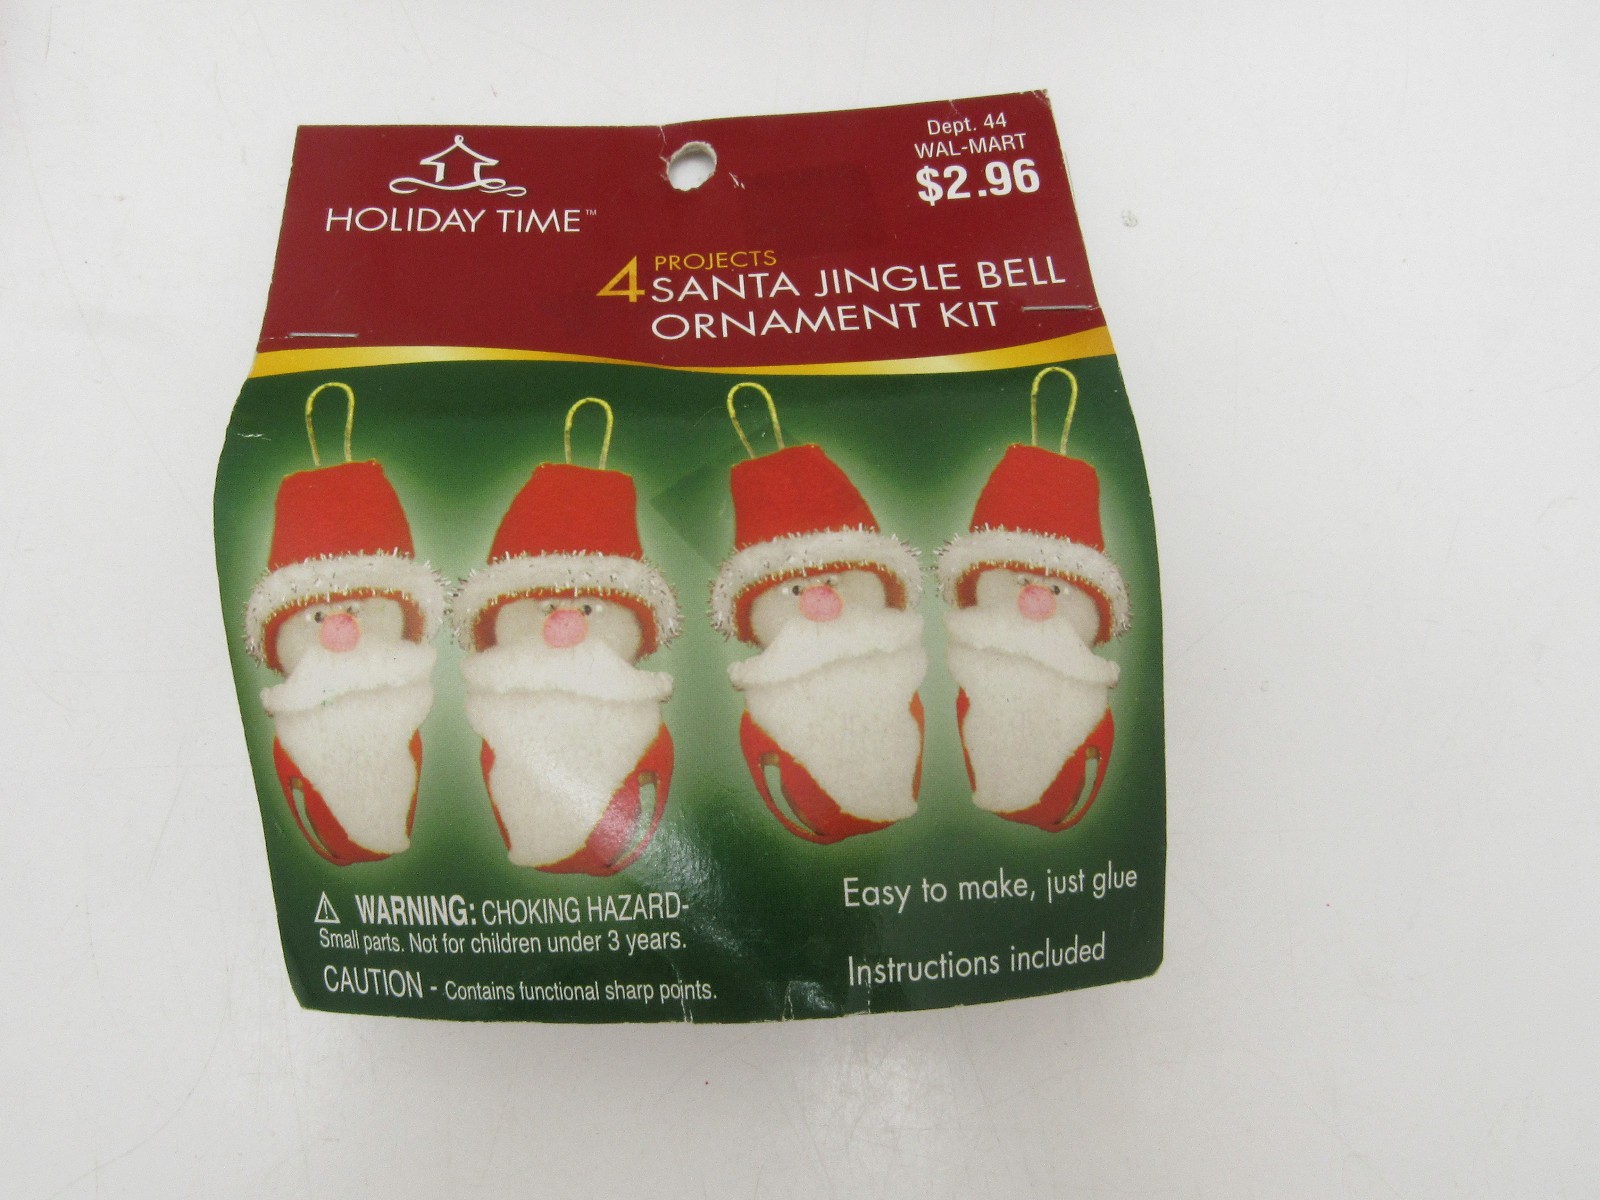 Dept. 44
WAL-MART
$2.96
HOLIDAY TIME™
4 PROJECTS
SANTA JINGLE BELL
ORNAMENT KIT
⚠ WARNING: CHOKING HAZARD-
Small parts. Not for children under 3 years.
CAUTION - Contains functional sharp points.
Easy to make, just glue
Instructions included